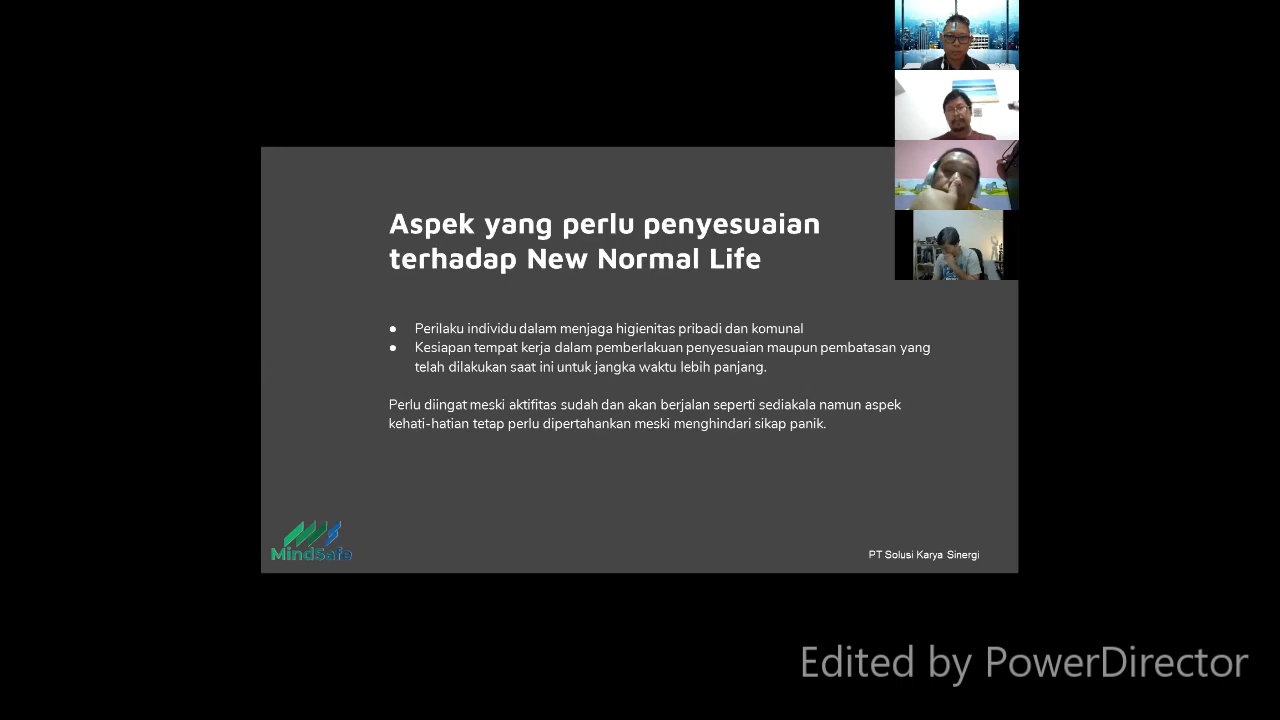 Aspek yang perlu penyesuaian
terhadap New Normal Life
● Perilaku individu dalam menjaga higienitas pribadi dan komunal
● Kesiapan tempat kerja dalam pemberlakuan penyesuaian maupun pembatasan yang
telah dilakukan saat ini untuk jangka waktu lebih panjang.
Perlu diingat meski aktifitas sudah dan akan berjalan seperti sediakala namun aspek
kehati-hatian tetap perlu dipertahankan meski menghindari sikap panik.
MindSafe
PT Solusi Karya Sinergi
Edited by PowerDirector